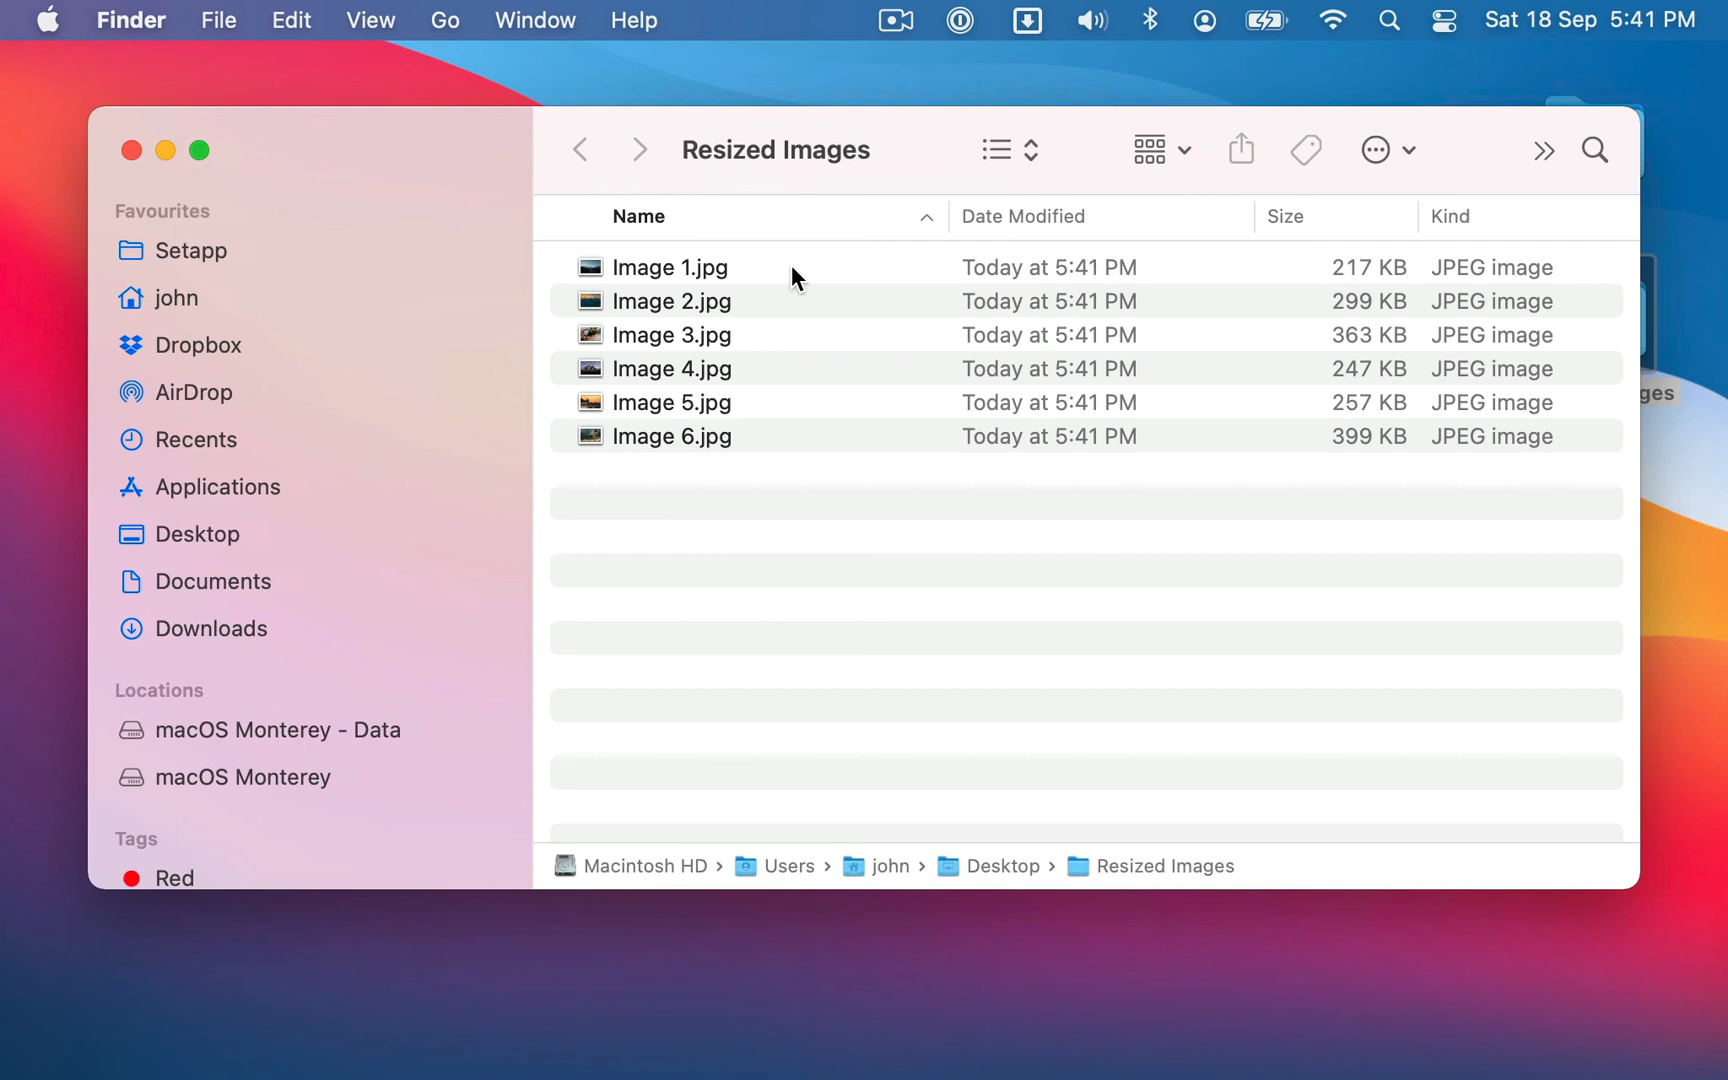 Finder File Edit View Go Window Help Sat 18 Sep 5:41 PM
Resized Images
Favourites
Setapp
john
Dropbox
AirDrop
Recents
Applications
Desktop
Documents
Downloads
Locations
macOS Monterey - Data
macOS Monterey
Tags
Red
Name Date Modified Size Kind
Image 1.jpg Today at 5:41 PM 217 KB JPEG image
Image 2.jpg Today at 5:41 PM 299 KB JPEG image
Image 3.jpg Today at 5:41 PM 363 KB JPEG image
Image 4.jpg Today at 5:41 PM 247 KB JPEG image
Image 5.jpg Today at 5:41 PM 257 KB JPEG image
Image 6.jpg Today at 5:41 PM 399 KB JPEG image
ges
Macintosh HD › Users › john › Desktop › Resized Images